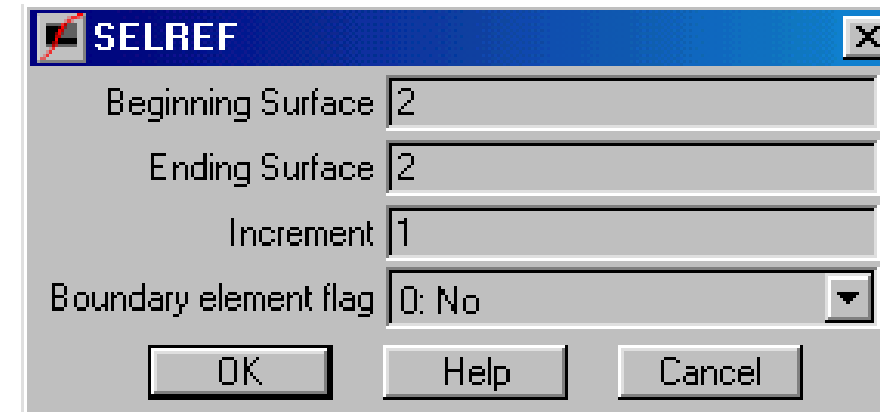 SELREF
Beginning Surface 2
Ending Surface 2
Increment 1
Boundary element flag 0: No
OK Help Cancel